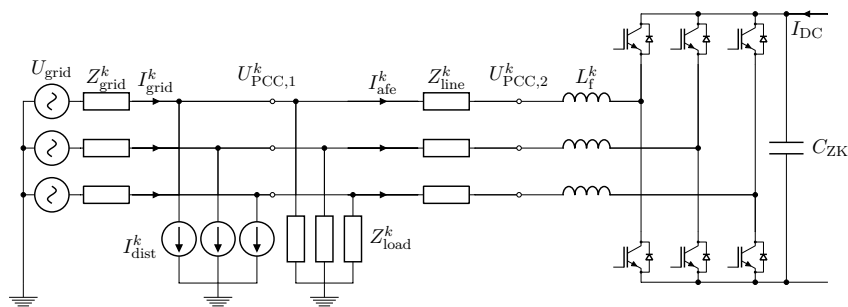 I_DC
U_grid
Z^k_grid
I^k_grid
U^k_PCC,1
I^k_afe
Z^k_line
U^k_PCC,2
L^k_f
C_ZK
I^k_dist
Z^k_load